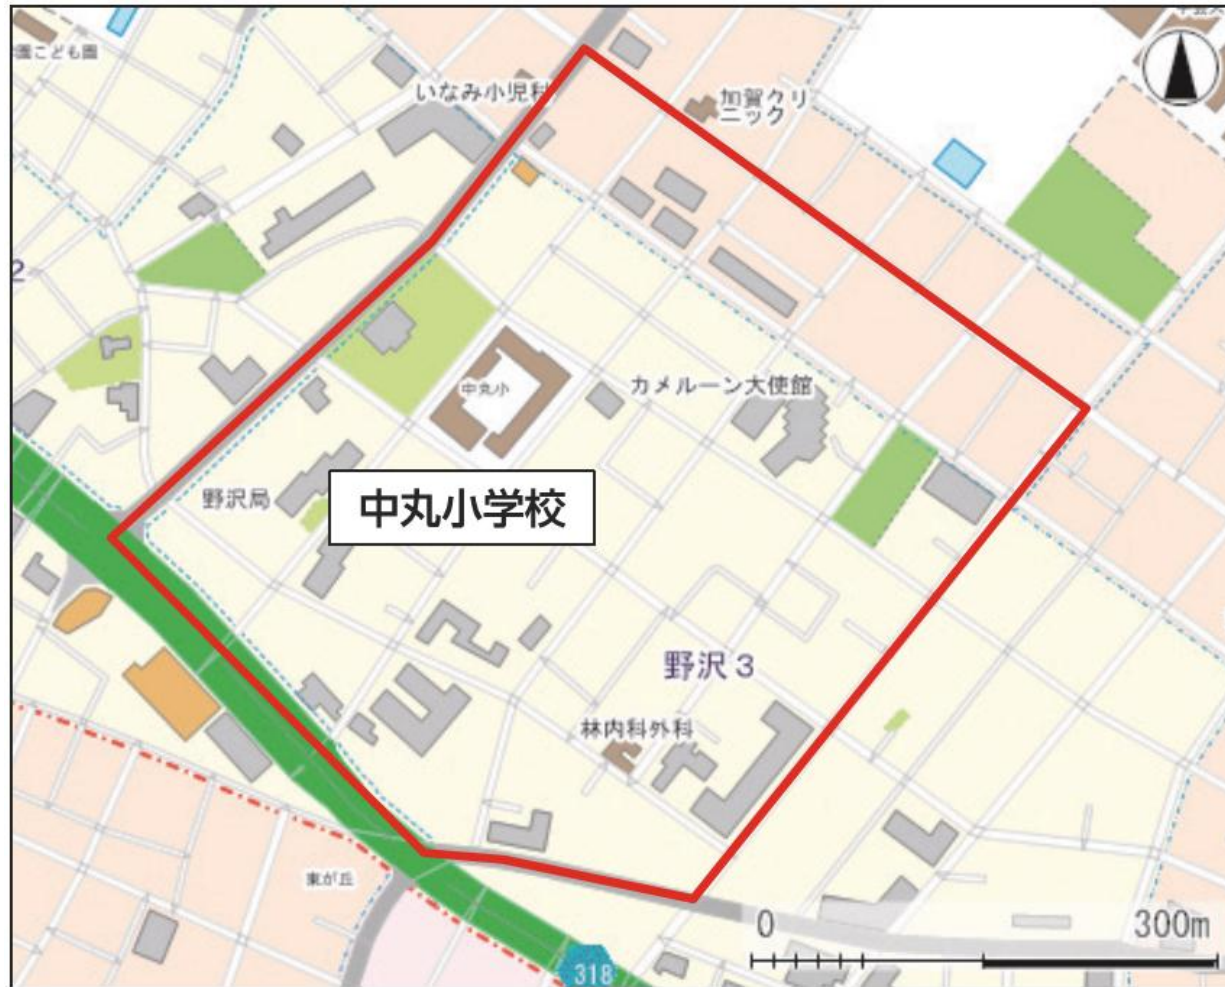 園こども園
いなみ小児科
加賀クリ
ニック
2
中丸小
カメルーン大使館
野沢局
中丸小学校
野沢3
林内科外科
東が丘
0
300m
318